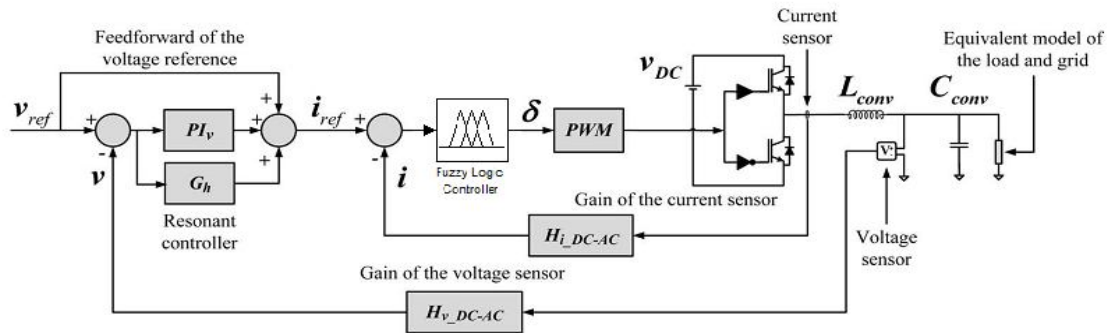 Feedforward of the
voltage reference
v_ref
+
-
v
PI_v
G_h
Resonant
controller
+
+
+
i_ref
+
-
i
Fuzzy Logic
Controller
δ
PWM
v_DC
Current
sensor
L_conv
C_conv
Equivalent model of
the load and grid
V:
Voltage
sensor
Gain of the current sensor
H_i_DC-AC
Gain of the voltage sensor
H_v_DC-AC